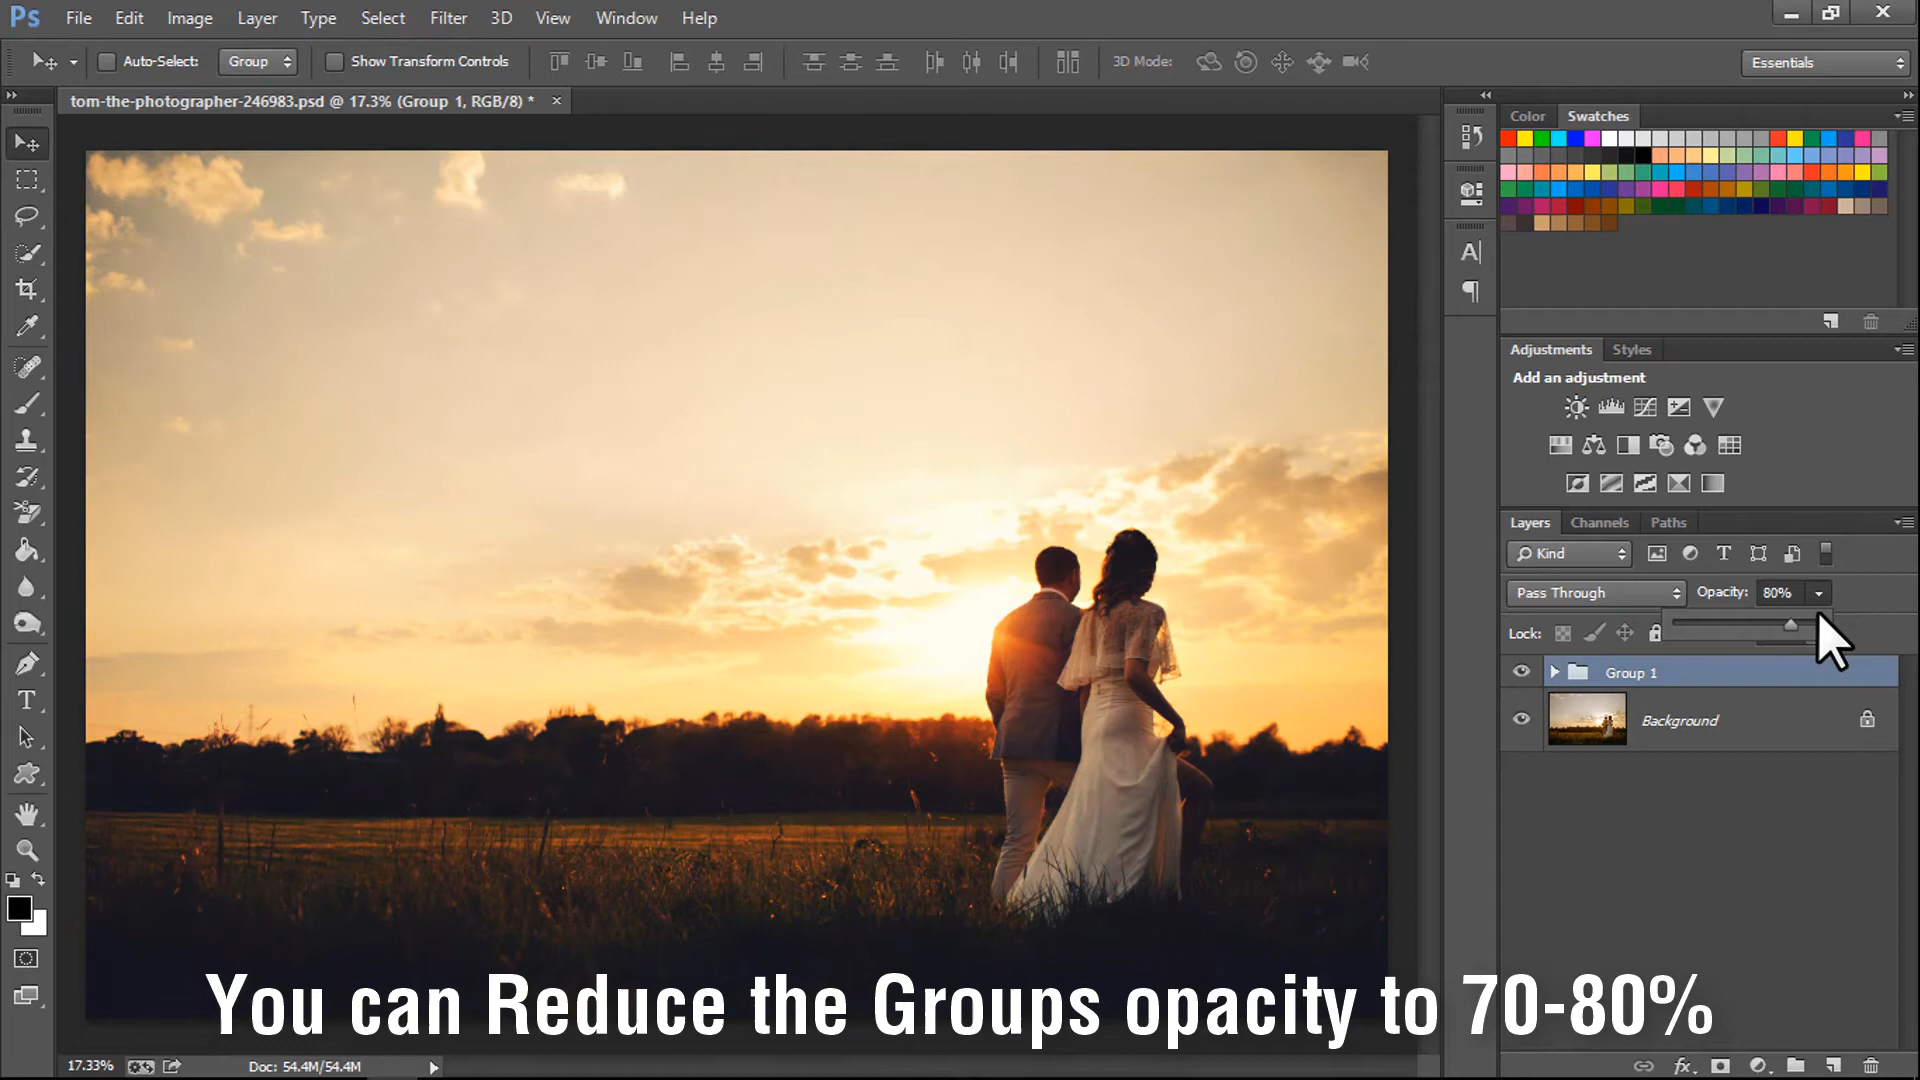 Ps File Edit Image Layer Type Select Filter 3D View Window Help
Auto-Select: Group Show Transform Controls 3D Mode: Essentials
tom-the-photographer-246983.psd @ 17.3% (Group 1, RGB/8) *
Color Swatches
Adjustments Styles
Add an adjustment
Layers Channels Paths
Kind
Pass Through Opacity: 80%
Lock:
Group 1
Background
You can Reduce the Groups opacity to 70-80%
17.33% Doc: 54.4M/54.4M